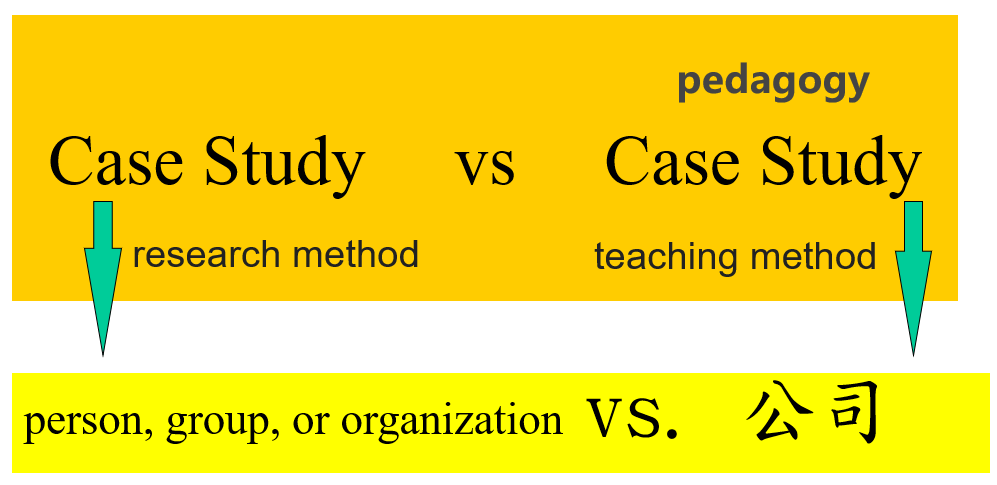 pedagogy
Case Study vs Case Study
research method teaching method
person, group, or organization vs. 公司